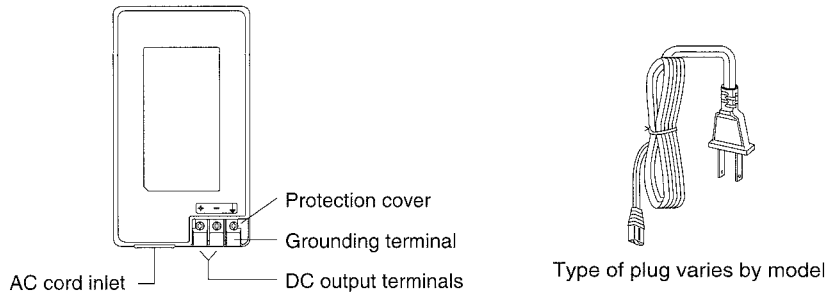 + −
Protection cover
Grounding terminal
AC cord inlet
DC output terminals
Type of plug varies by model